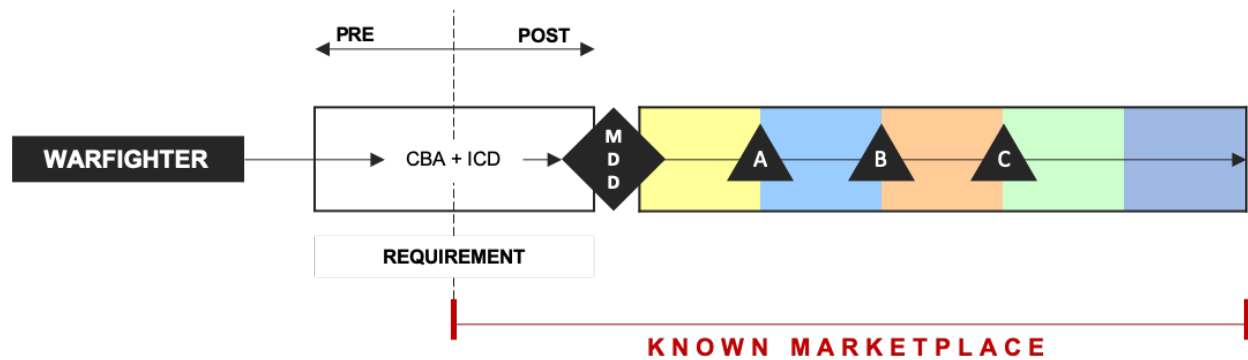 PRE
POST
WARFIGHTER
CBA + ICD
M
D
D
A
B
C
REQUIREMENT
KNOWN MARKETPLACE